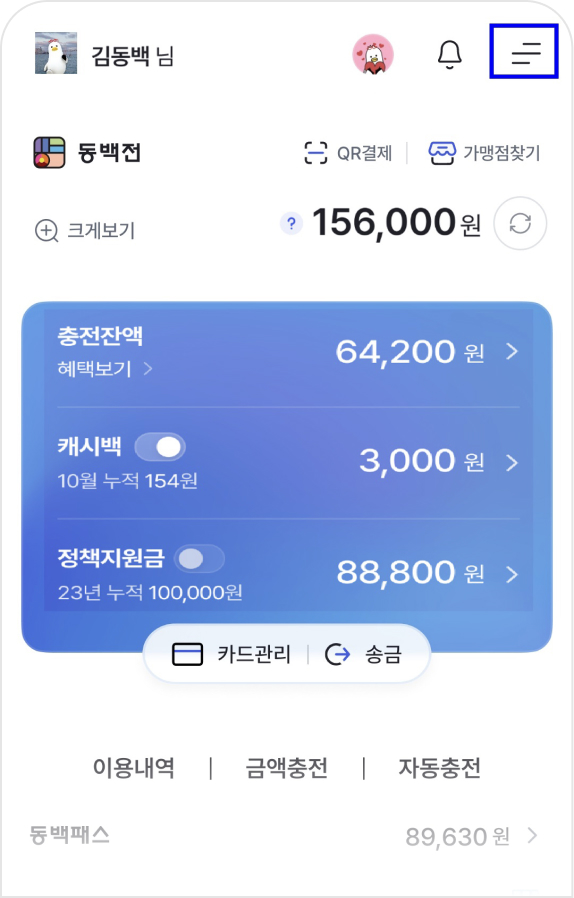 김동백 님
동백전
QR결제
가맹점찾기
크게보기
? 156,000원
충전잔액
64,200 원
혜택보기
캐시백
3,000 원
10월 누적 154원
정책지원금
88,800 원
23년 누적 100,000원
카드관리
송금
이용내역 | 금액충전 | 자동충전
동백패스
89,630 원